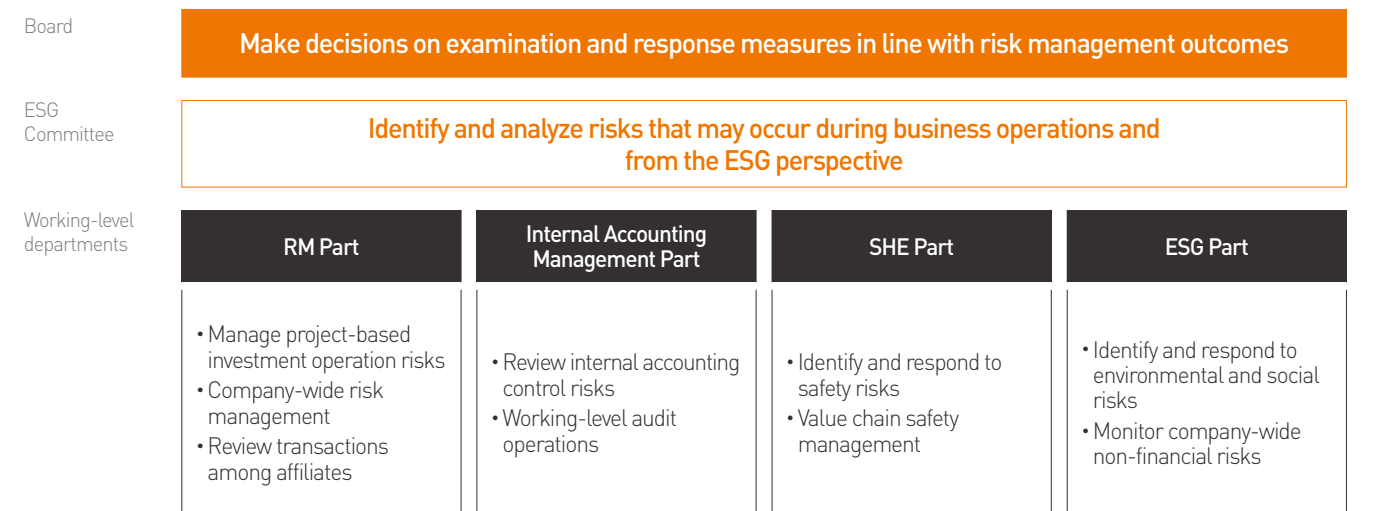 Board
Make decisions on examination and response measures in line with risk management outcomes
ESG
Committee
Identify and analyze risks that may occur during business operations and
from the ESG perspective
Working-level
departments
RM Part
• Manage project-based
investment operation risks
• Company-wide risk
management
• Review transactions
among affiliates
Internal Accounting
Management Part
• Review internal accounting
control risks
• Working-level audit
operations
SHE Part
• Identify and respond to
safety risks
• Value chain safety
management
ESG Part
• Identify and respond to
environmental and social
risks
• Monitor company-wide
non-financial risks